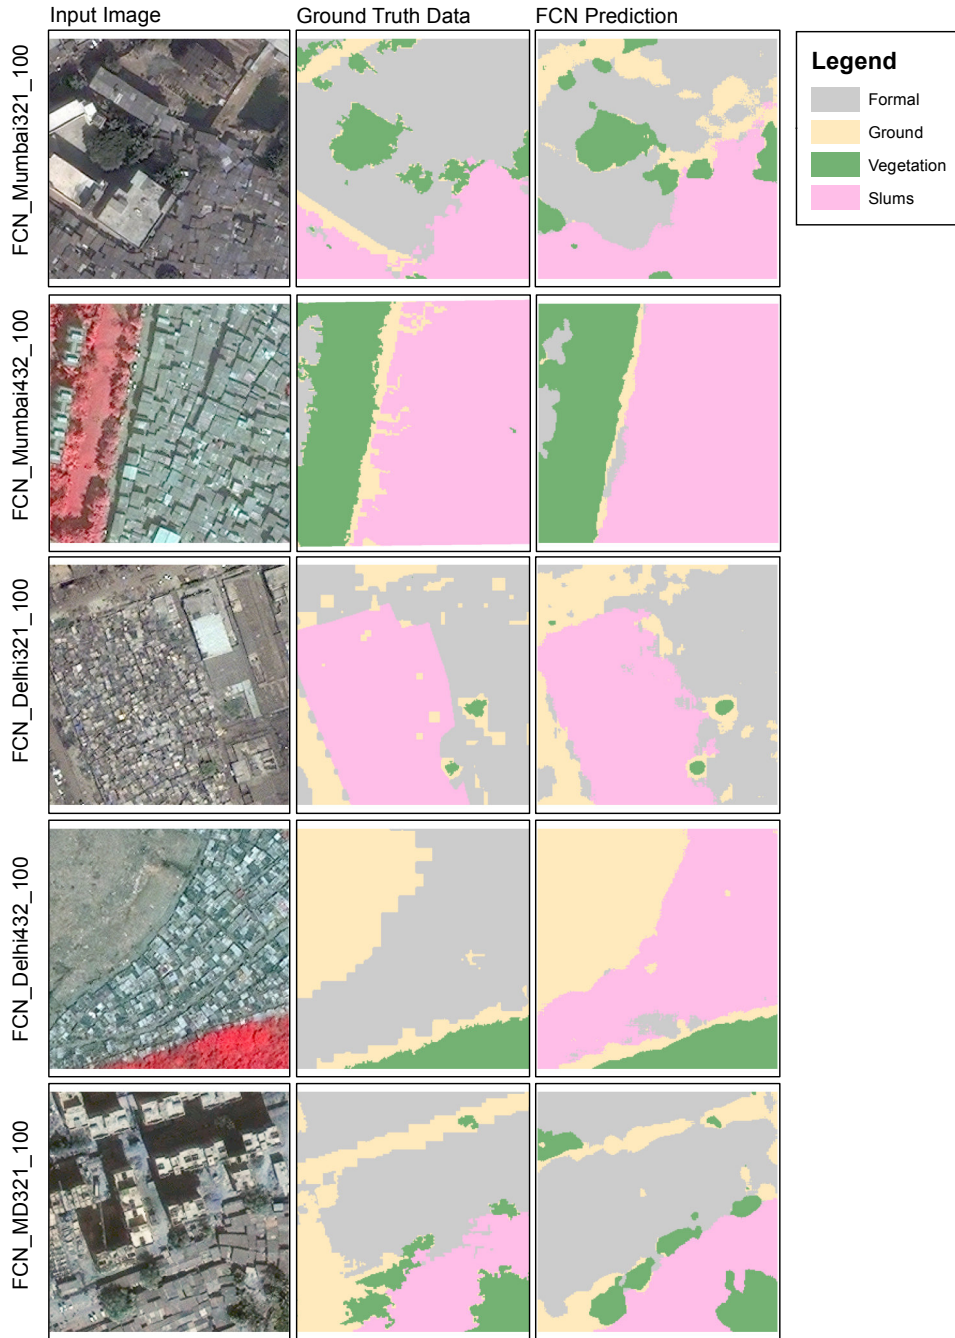 Input Image
Ground Truth Data
FCN Prediction
Legend
Formal
Ground
Vegetation
Slums
FCN_Mumbai321_100
FCN_Mumbai432_100
FCN_Delhi321_100
FCN_Delhi432_100
FCN_MD321_100